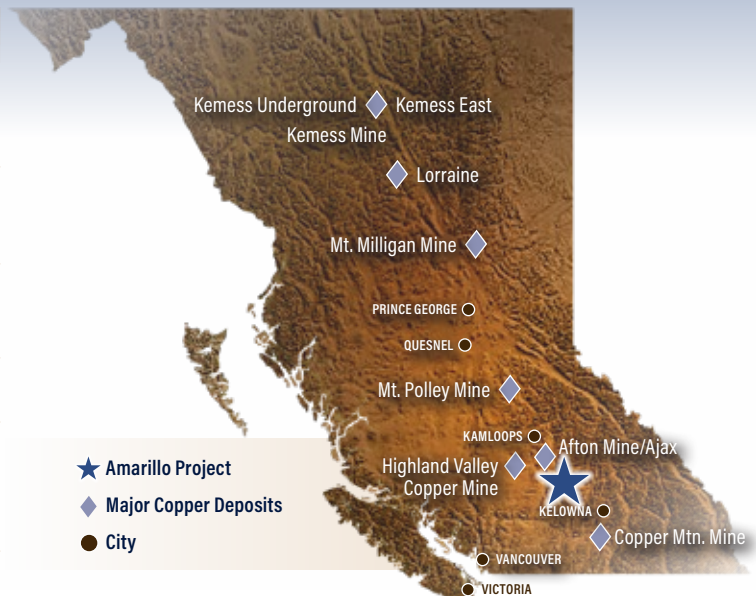 Kemess Underground
Kemess East
Kemess Mine
Lorraine
Mt. Milligan Mine
PRINCE GEORGE
QUESNEL
Mt. Polley Mine
KAMLOOPS
Afton Mine/Ajax
Highland Valley
Copper Mine
KELOWNA
Copper Mtn. Mine
VANCOUVER
VICTORIA
Amarillo Project
Major Copper Deposits
City